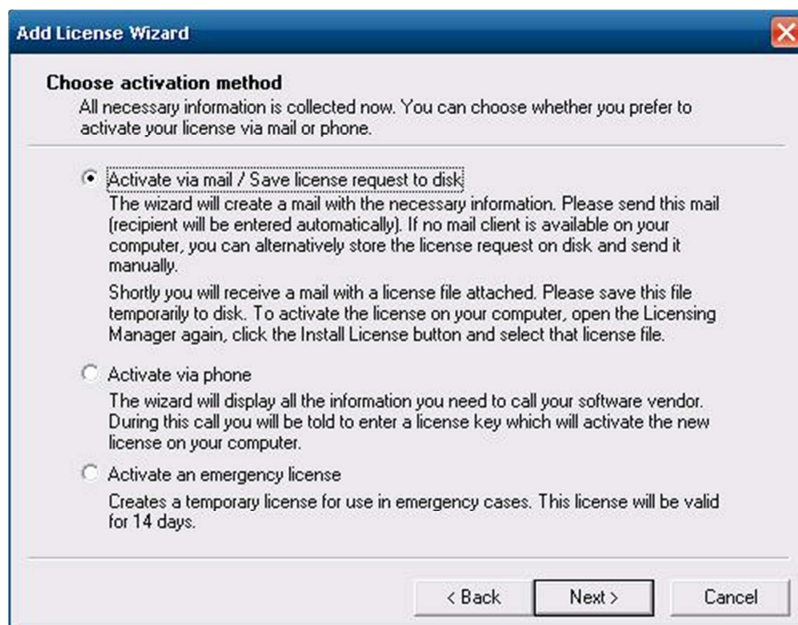 Add License Wizard
Choose activation method
All necessary information is collected now. You can choose whether you prefer to
activate your license via mail or phone.
Activate via mail / Save license request to disk
The wizard will create a mail with the necessary information. Please send this mail
(recipient will be entered automatically). If no mail client is available on your
computer, you can alternatively store the license request on disk and send it
manually.
Shortly you will receive a mail with a license file attached. Please save this file
temporarily to disk. To activate the license on your computer, open the Licensing
Manager again, click the Install License button and select that license file.
Activate via phone
The wizard will display all the information you need to call your software vendor.
During this call you will be told to enter a license key which will activate the new
license on your computer.
Activate an emergency license
Creates a temporary license for use in emergency cases. This license will be valid
for 14 days.
< Back Next > Cancel